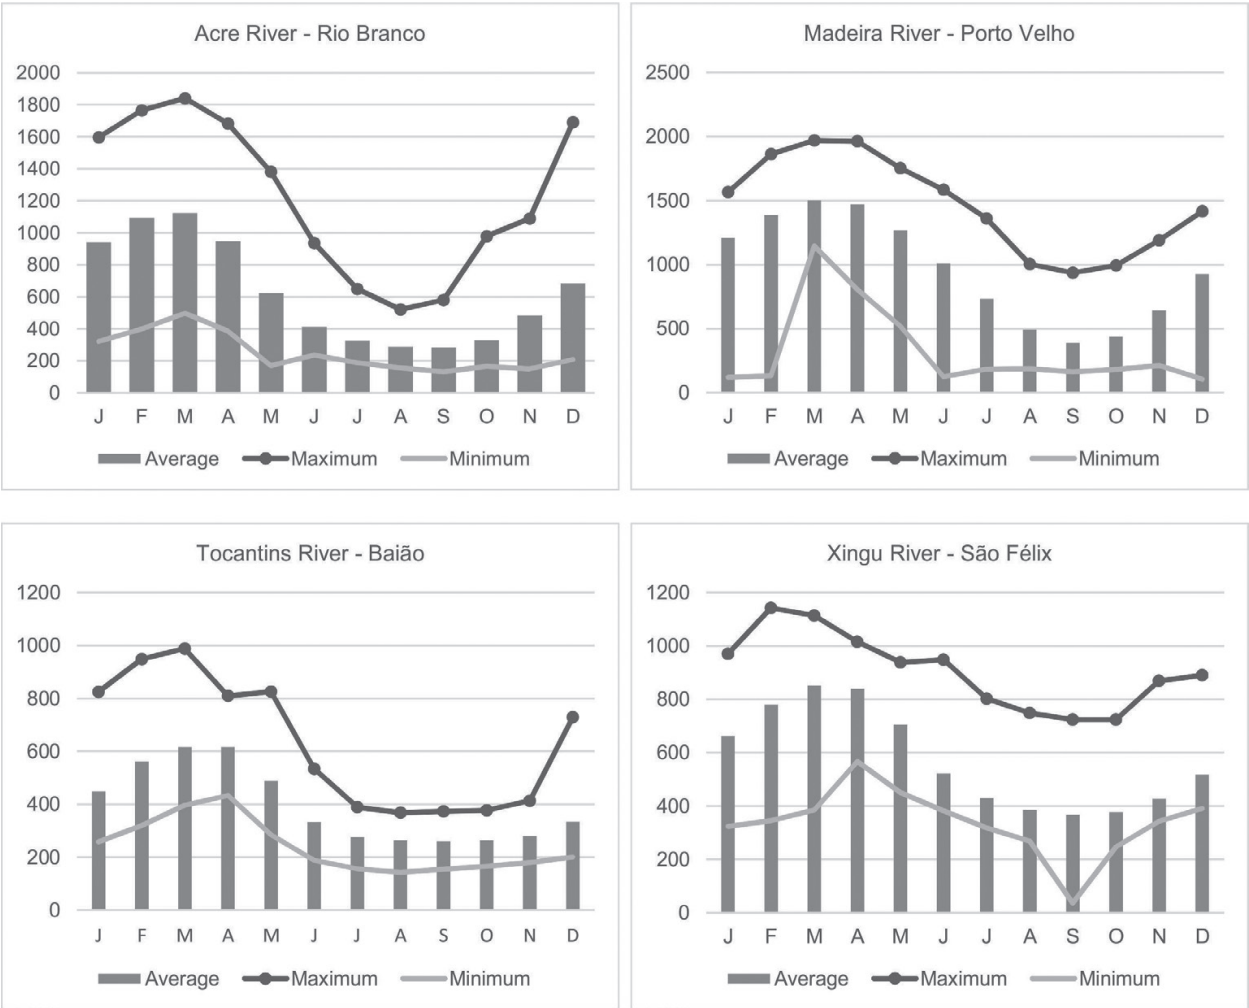 Acre River - Rio Branco
2000
1800
1600
1400
1200
1000
800
600
400
200
0
J F M A M J J A S O N D
Average Maximum Minimum
Madeira River - Porto Velho
2500
2000
1500
1000
500
0
J F M A M J J A S O N D
Average Maximum Minimum
Tocantins River - Baião
1200
1000
800
600
400
200
0
J F M A M J J A S O N D
Average Maximum Minimum
Xingu River - São Félix
1200
1000
800
600
400
200
0
J F M A M J J A S O N D
Average Maximum Minimum